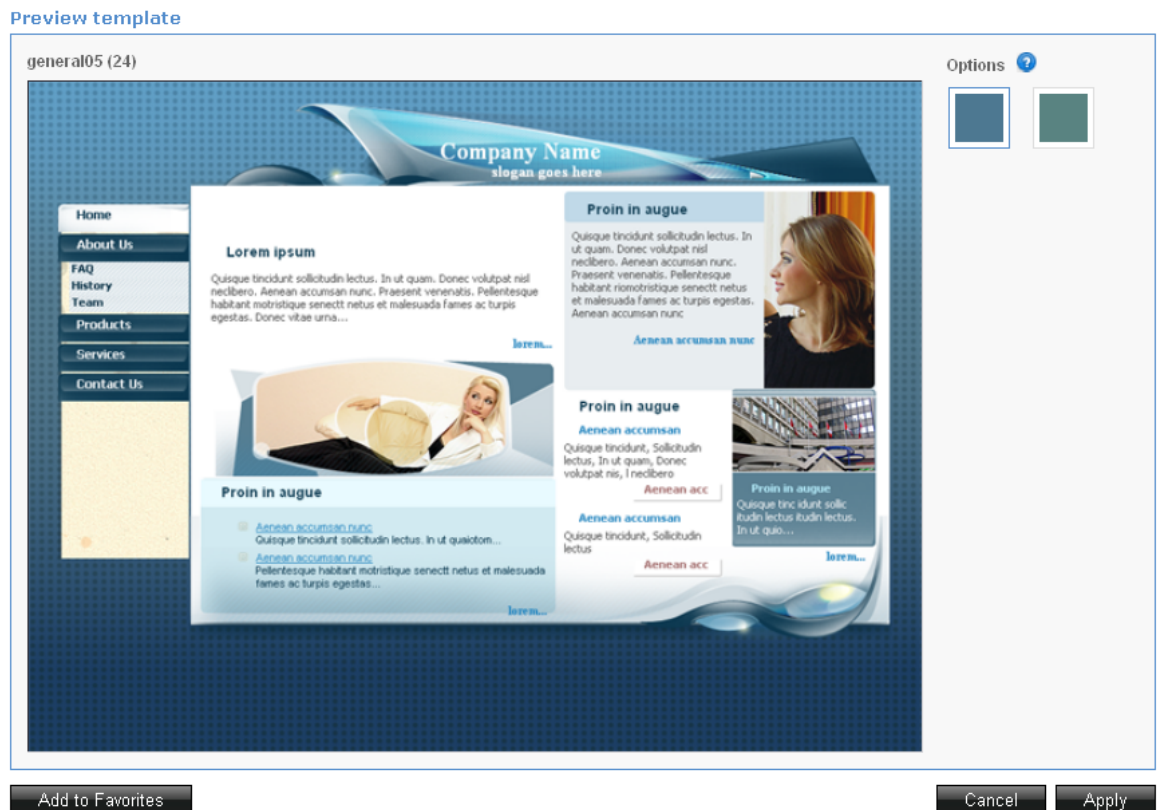 Preview template
general05 (24)
Options ?
Company Name
slogan goes here
Home
About Us
FAQ
History
Team
Products
Services
Contact Us
Lorem ipsum
Quisque tincidunt sollicitudin lectus. In ut quam. Donec volutpat nisl
neclibero. Aenean accumsan nunc. Praesent venenatis. Pellentesque
habitant motristique senectt netus et malesuada fames ac turpis
egestas. Donec vitae urna...
lorem...
Proin in augue
Aenean accumsan nunc
Quisque tincidunt sollicitudin lectus. In ut quaiotom...
Aenean accumsan nunc
Pellentesque habitant motristique senectt netus et malesuada
fames ac turpis egestas...
lorem...
Proin in augue
Quisque tincidunt sollicitudin lectus. In
ut quam. Donec volutpat nisl
neclibero. Aenean accumsan nunc.
Praesent venenatis. Pellentesque
habitant riomotristique senectt netus
et malesuada fames ac turpis egestas.
Aenean accumsan nunc
Aenean accumsan nunc
Proin in augue
Aenean accumsan
Quisque tincidunt, Sollicitudin
lectus, In ut quam, Donec
volutpat nis, l neclibero
Aenean acc
Aenean accumsan
Quisque tincidunt, Sollicitudin
lectus
Aenean acc
Proin in augue
Quisque tinc idunt sollic
itudin lectus itudin lectus.
In ut quio...
lorem...
Add to Favorites
Cancel
Apply